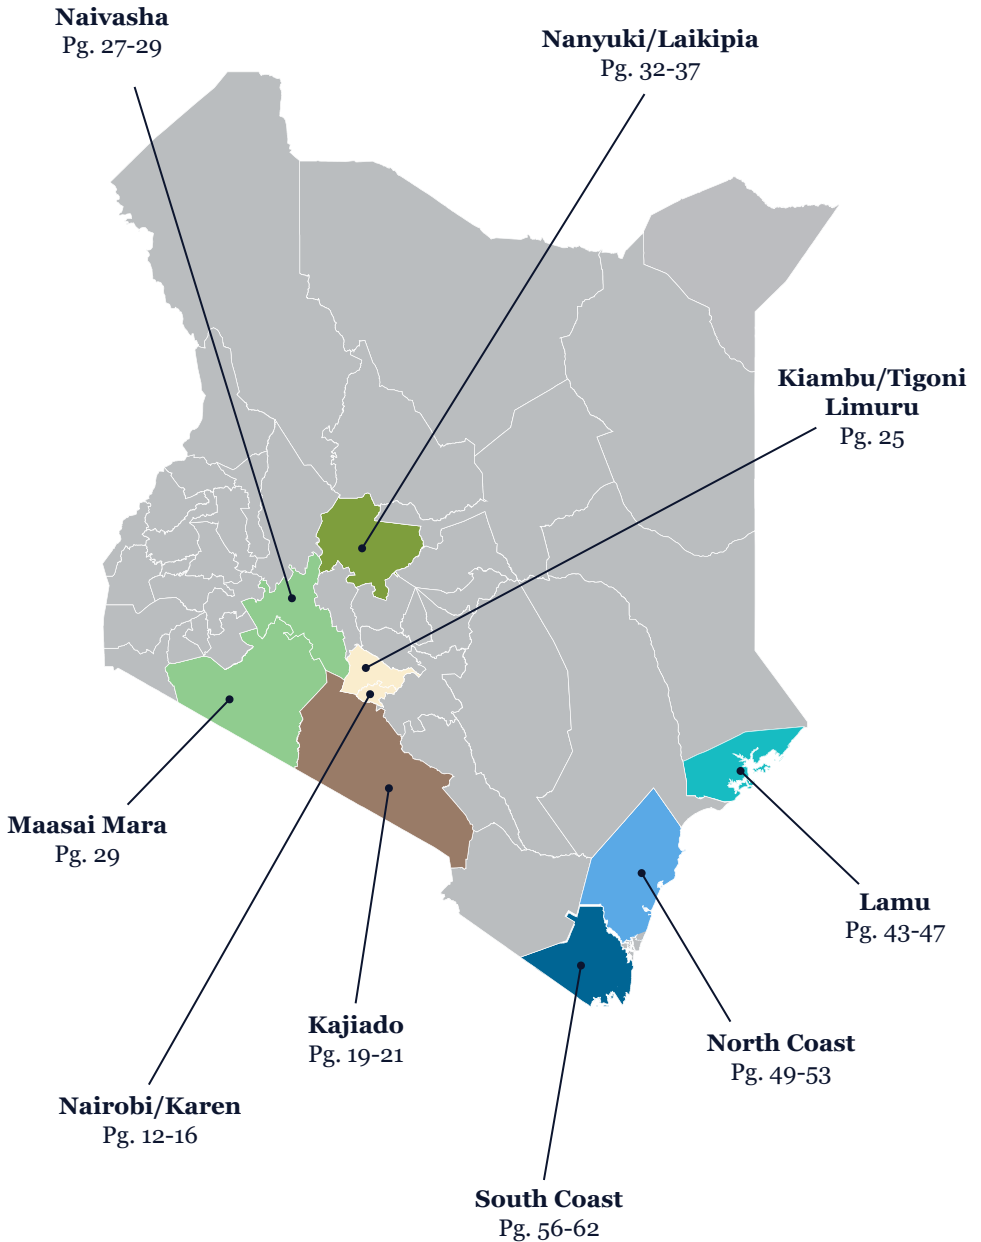 Naivasha
Pg. 27-29
Nanyuki/Laikipia
Pg. 32-37
Kiambu/Tigoni
Limuru
Pg. 25
Maasai Mara
Pg. 29
Lamu
Pg. 43-47
Kajiado
Pg. 19-21
North Coast
Pg. 49-53
Nairobi/Karen
Pg. 12-16
South Coast
Pg. 56-62